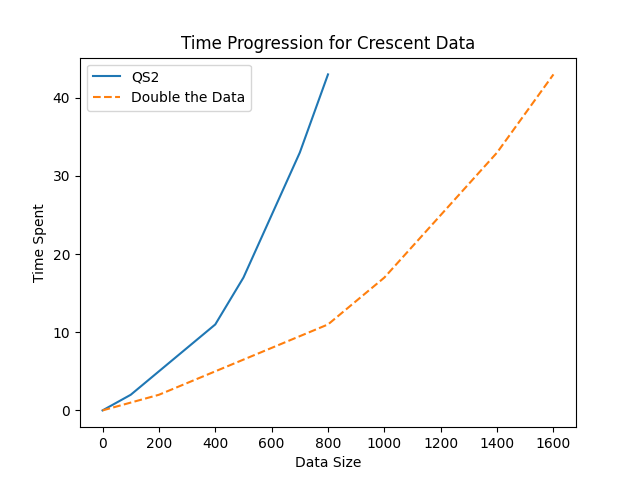 Time Progression for Crescent Data
QS2
Double the Data
40
30
20
10
0
Time Spent
0 200 400 600 800 1000 1200 1400 1600
Data Size